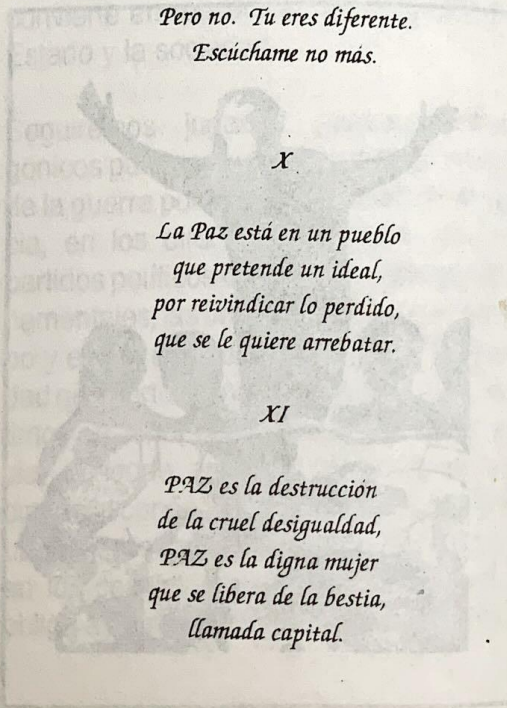 Pero no. Tu eres diferente.
Escúchame no más.
X
La Paz está en un pueblo
que pretende un ideal,
por reivindicar lo perdido,
que se le quiere arrebatar.
XI
PAZ es la destrucción
de la cruel desigualdad,
PAZ es la digna mujer
que se libera de la bestia,
llamada capital.